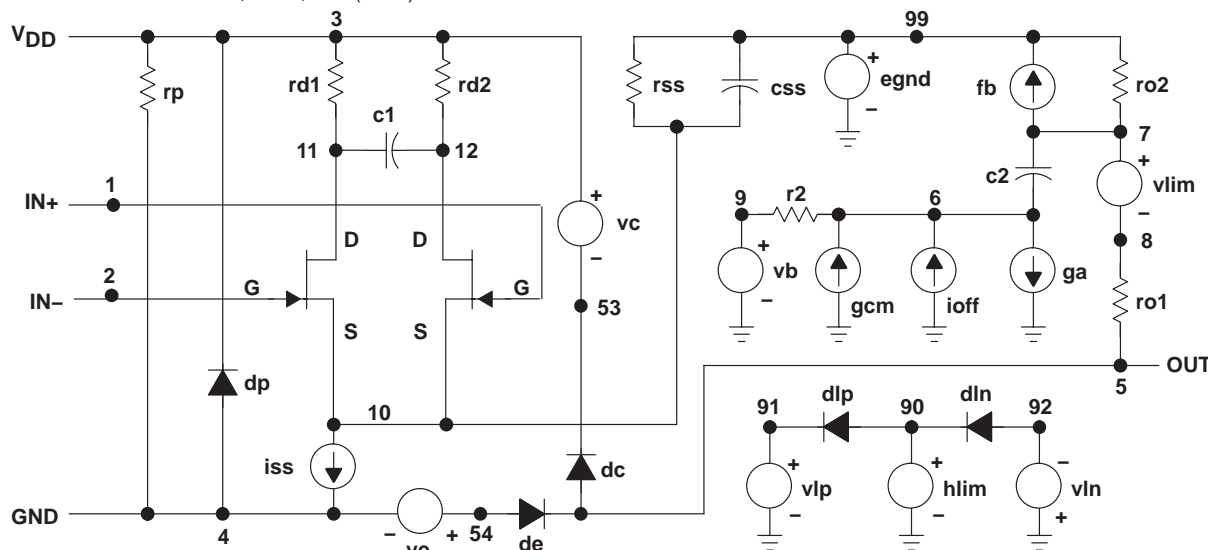 3
99
VDD
rp
rd1
rd2
c1
11
12
rss
css
egnd
+
−
fb
ro2
7
c2
+
vlim
−
8
1
IN+
2
IN−
D
D
G
G
S
S
+
vc
−
53
9
r2
6
+
vb
−
gcm
ioff
ga
ro1
OUT
5
dp
10
iss
dc
GND
4
−
+
54
de
91
dlp
90
dln
92
+
vlp
−
+
hlim
−
−
vln
+